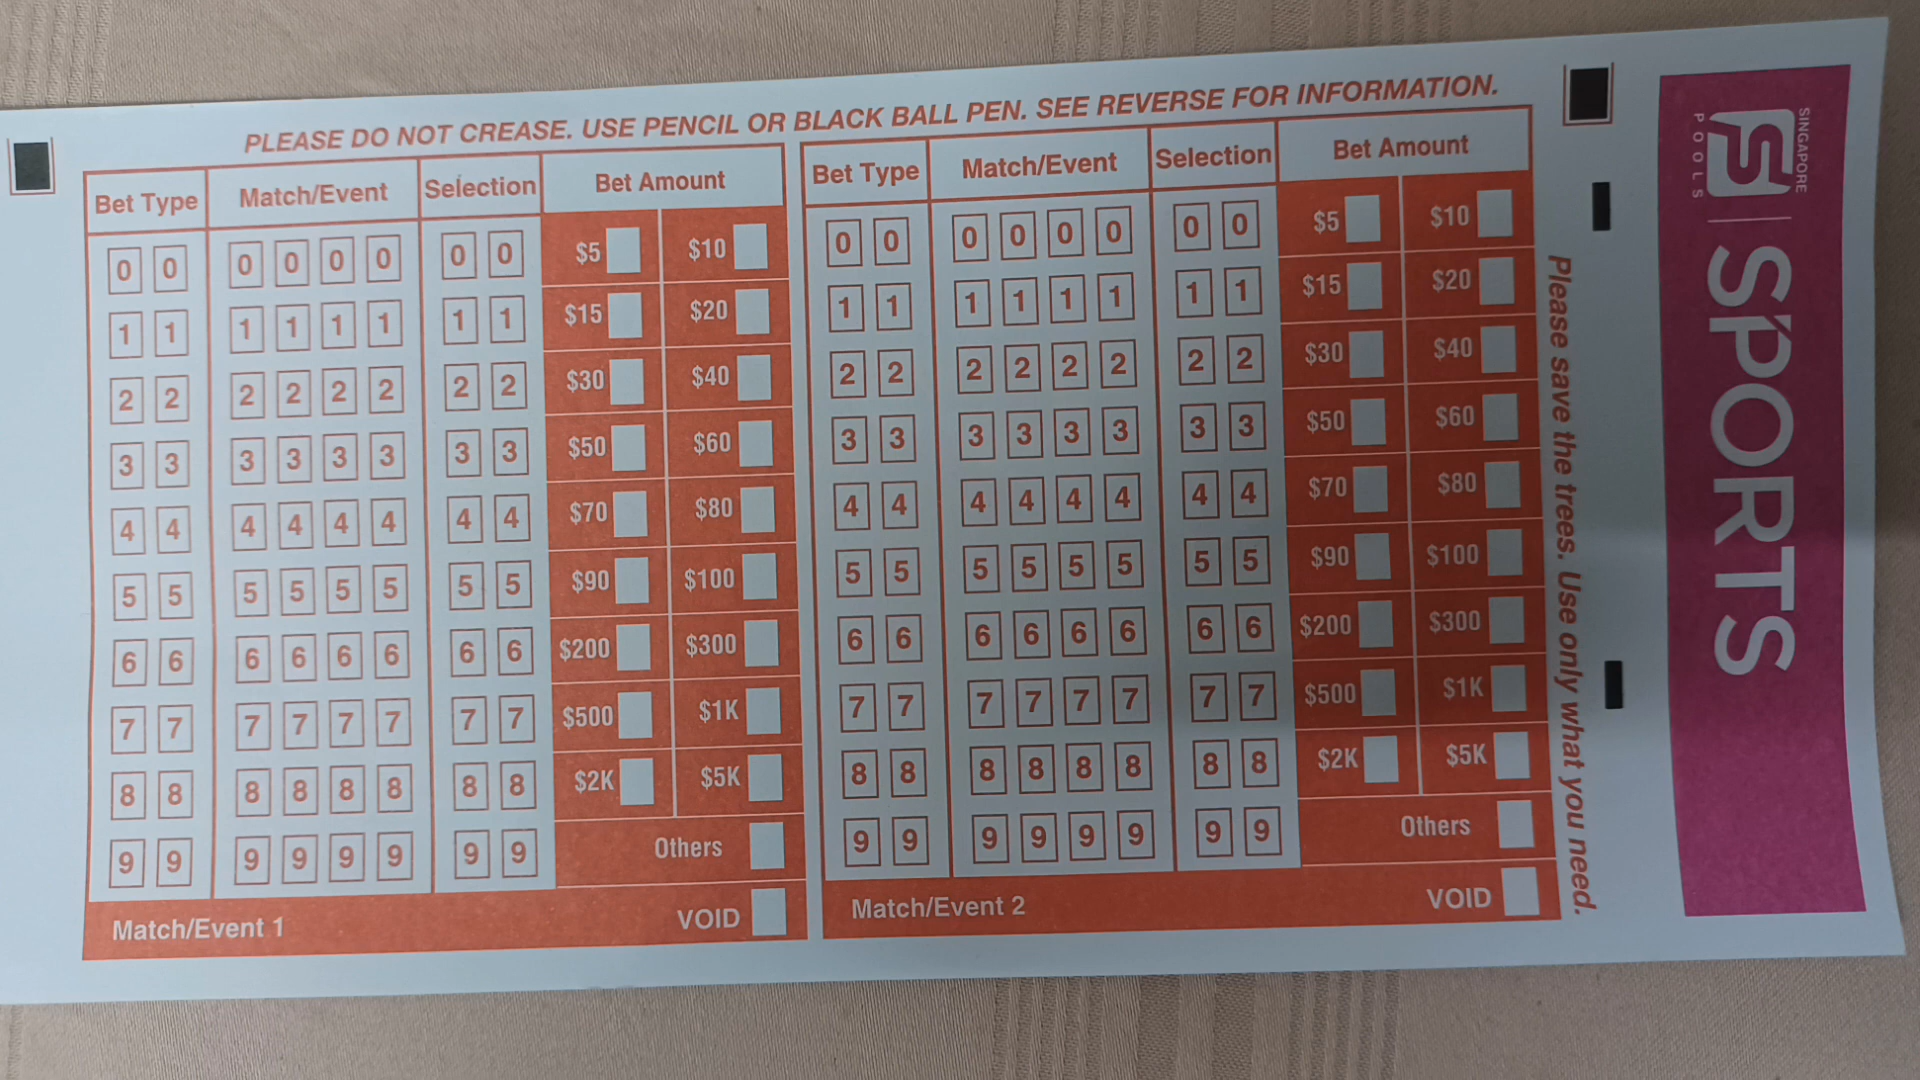 PLEASE DO NOT CREASE. USE PENCIL OR BLACK BALL PEN. SEE REVERSE FOR INFORMATION.
Bet Type Match/Event Selection Bet Amount
0 0 0 0 0 0 0 0 $5 $10
1 1 1 1 1 1 1 1 $15 $20
2 2 2 2 2 2 2 2 $30 $40
3 3 3 3 3 3 3 3 $50 $60
4 4 4 4 4 4 4 4 $70 $80
5 5 5 5 5 5 5 5 $90 $100
6 6 6 6 6 6 6 6 $200 $300
7 7 7 7 7 7 7 7 $500 $1K
8 8 8 8 8 8 8 8 $2K $5K
9 9 9 9 9 9 9 9 Others
Match/Event 1 VOID
Bet Type Match/Event Selection Bet Amount
0 0 0 0 0 0 0 0 $5 $10
1 1 1 1 1 1 1 1 $15 $20
2 2 2 2 2 2 2 2 $30 $40
3 3 3 3 3 3 3 3 $50 $60
4 4 4 4 4 4 4 4 $70 $80
5 5 5 5 5 5 5 5 $90 $100
6 6 6 6 6 6 6 6 $200 $300
7 7 7 7 7 7 7 7 $500 $1K
8 8 8 8 8 8 8 8 $2K $5K
9 9 9 9 9 9 9 9 Others
Match/Event 2 VOID
Please save the trees. Use only what you need.
SINGAPORE
POOLS
SPORTS